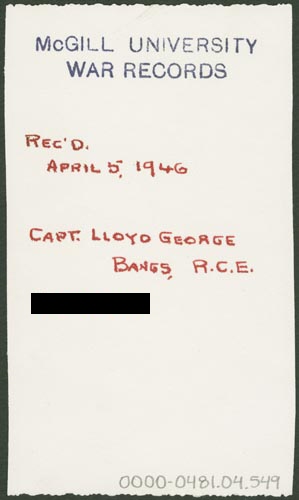 McGILL UNIVERSITY
WAR RECORDS
REC'D.
APRIL 5, 1946
CAPT. LLOYD GEORGE
BANGS, R.C.E.
0000-0481.04.549